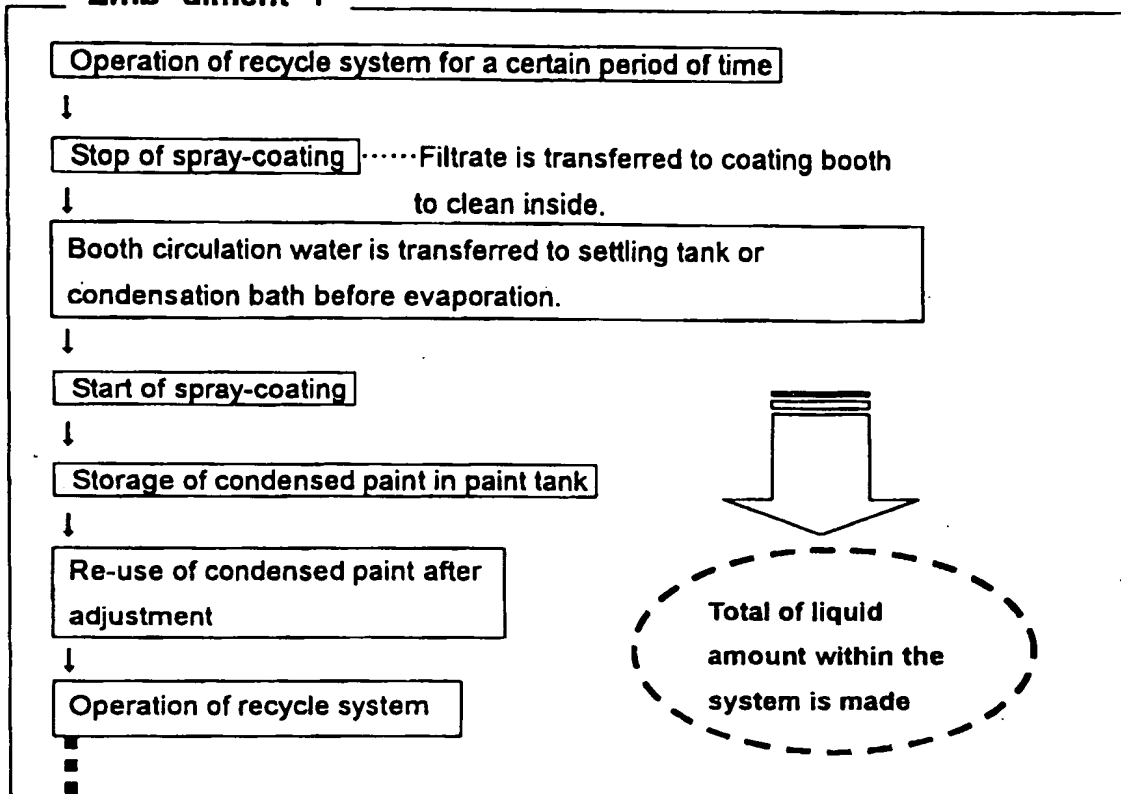 Operation of recycle system for a certain period of time
Stop of spray-coating ······Filtrate is transferred to coating booth
to clean inside.
Booth circulation water is transferred to settling tank or
condensation bath before evaporation.
Start of spray-coating
Storage of condensed paint in paint tank
Re-use of condensed paint after
adjustment
Operation of recycle system
Total of liquid
amount within the
system is made